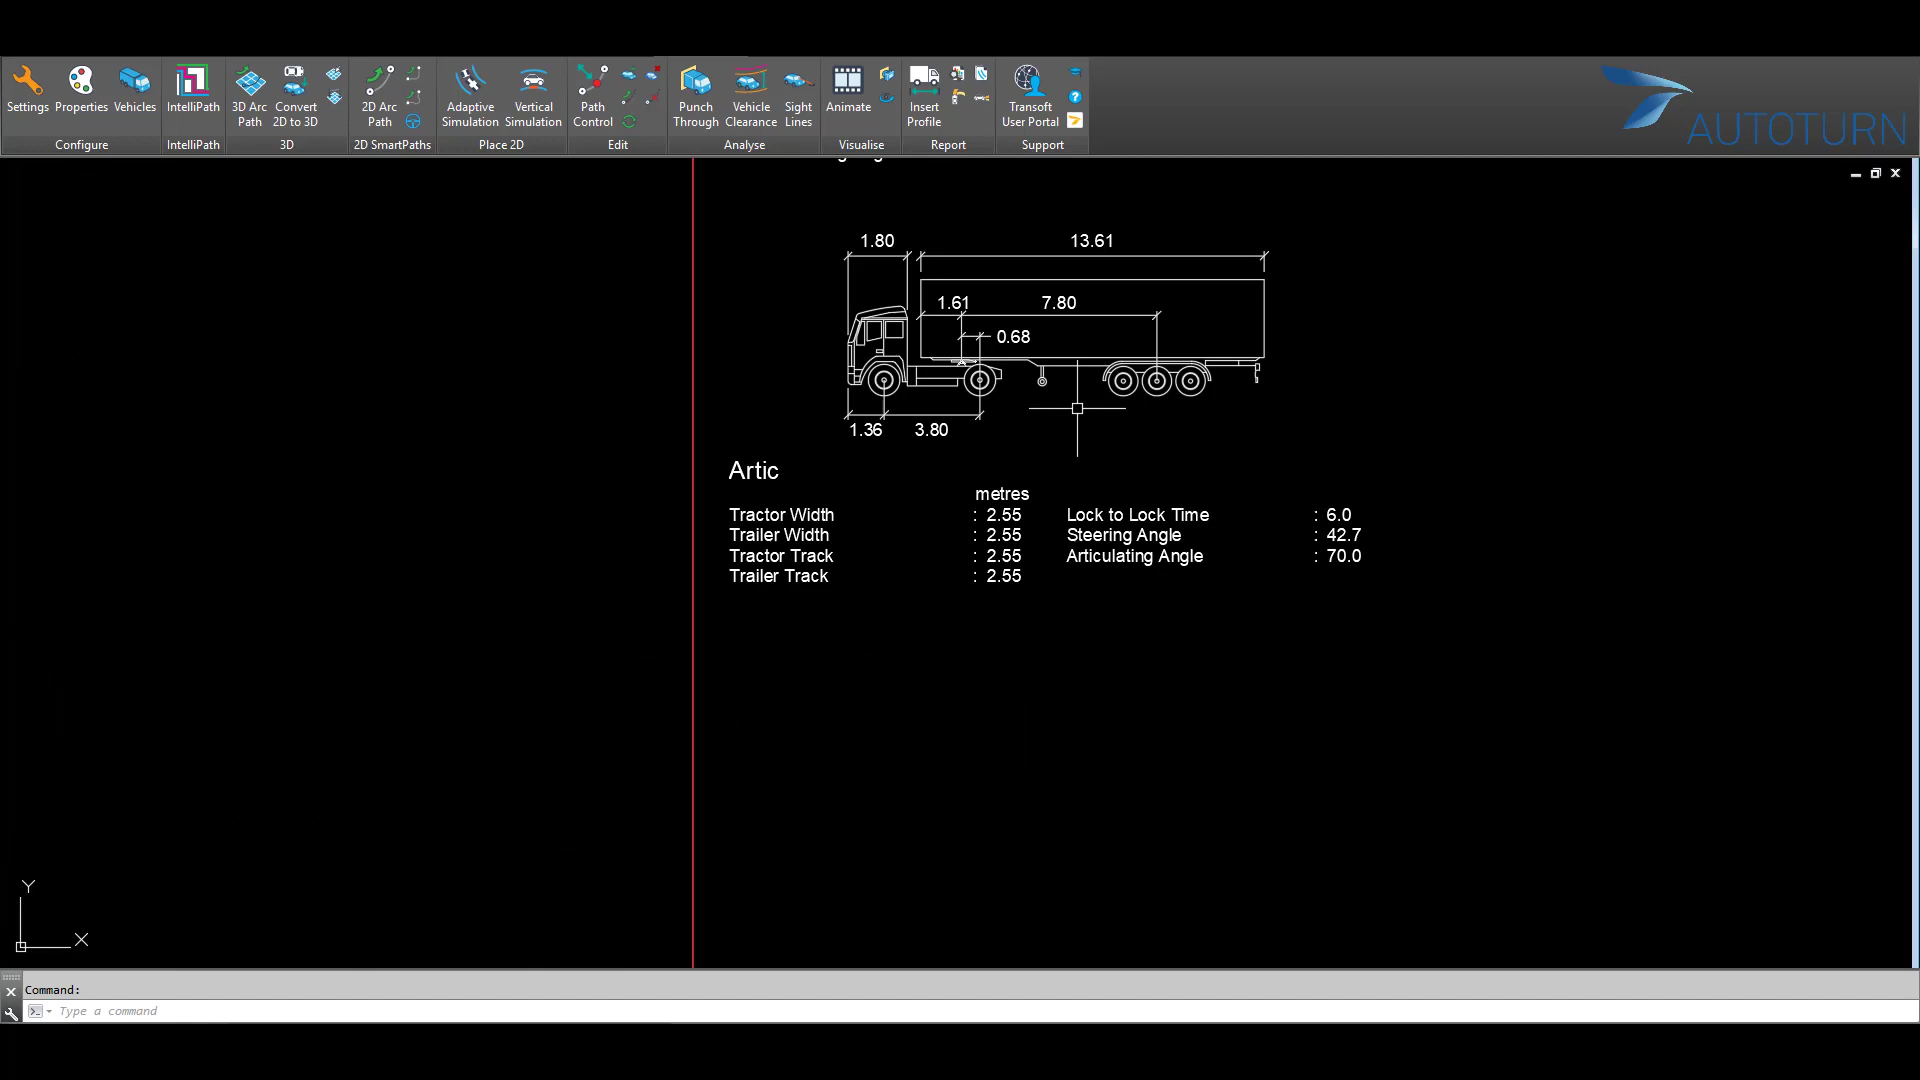 Settings Properties Vehicles IntelliPath 3D Arc Path Convert 2D to 3D 2D Arc Path Adaptive Simulation Vertical Simulation Path Control Punch Through Vehicle Clearance Sight Lines Animate Insert Profile Transoft User Portal
Configure IntelliPath 3D 2D SmartPaths Place 2D Edit Analyse Visualise Report Support
AUTOTURN
1.80 13.61
1.61 7.80
0.68
1.36 3.80
Artic
metres
Tractor Width : 2.55 Lock to Lock Time : 6.0
Trailer Width : 2.55 Steering Angle : 42.7
Tractor Track : 2.55 Articulating Angle : 70.0
Trailer Track : 2.55
Y
X
Command:
Type a command